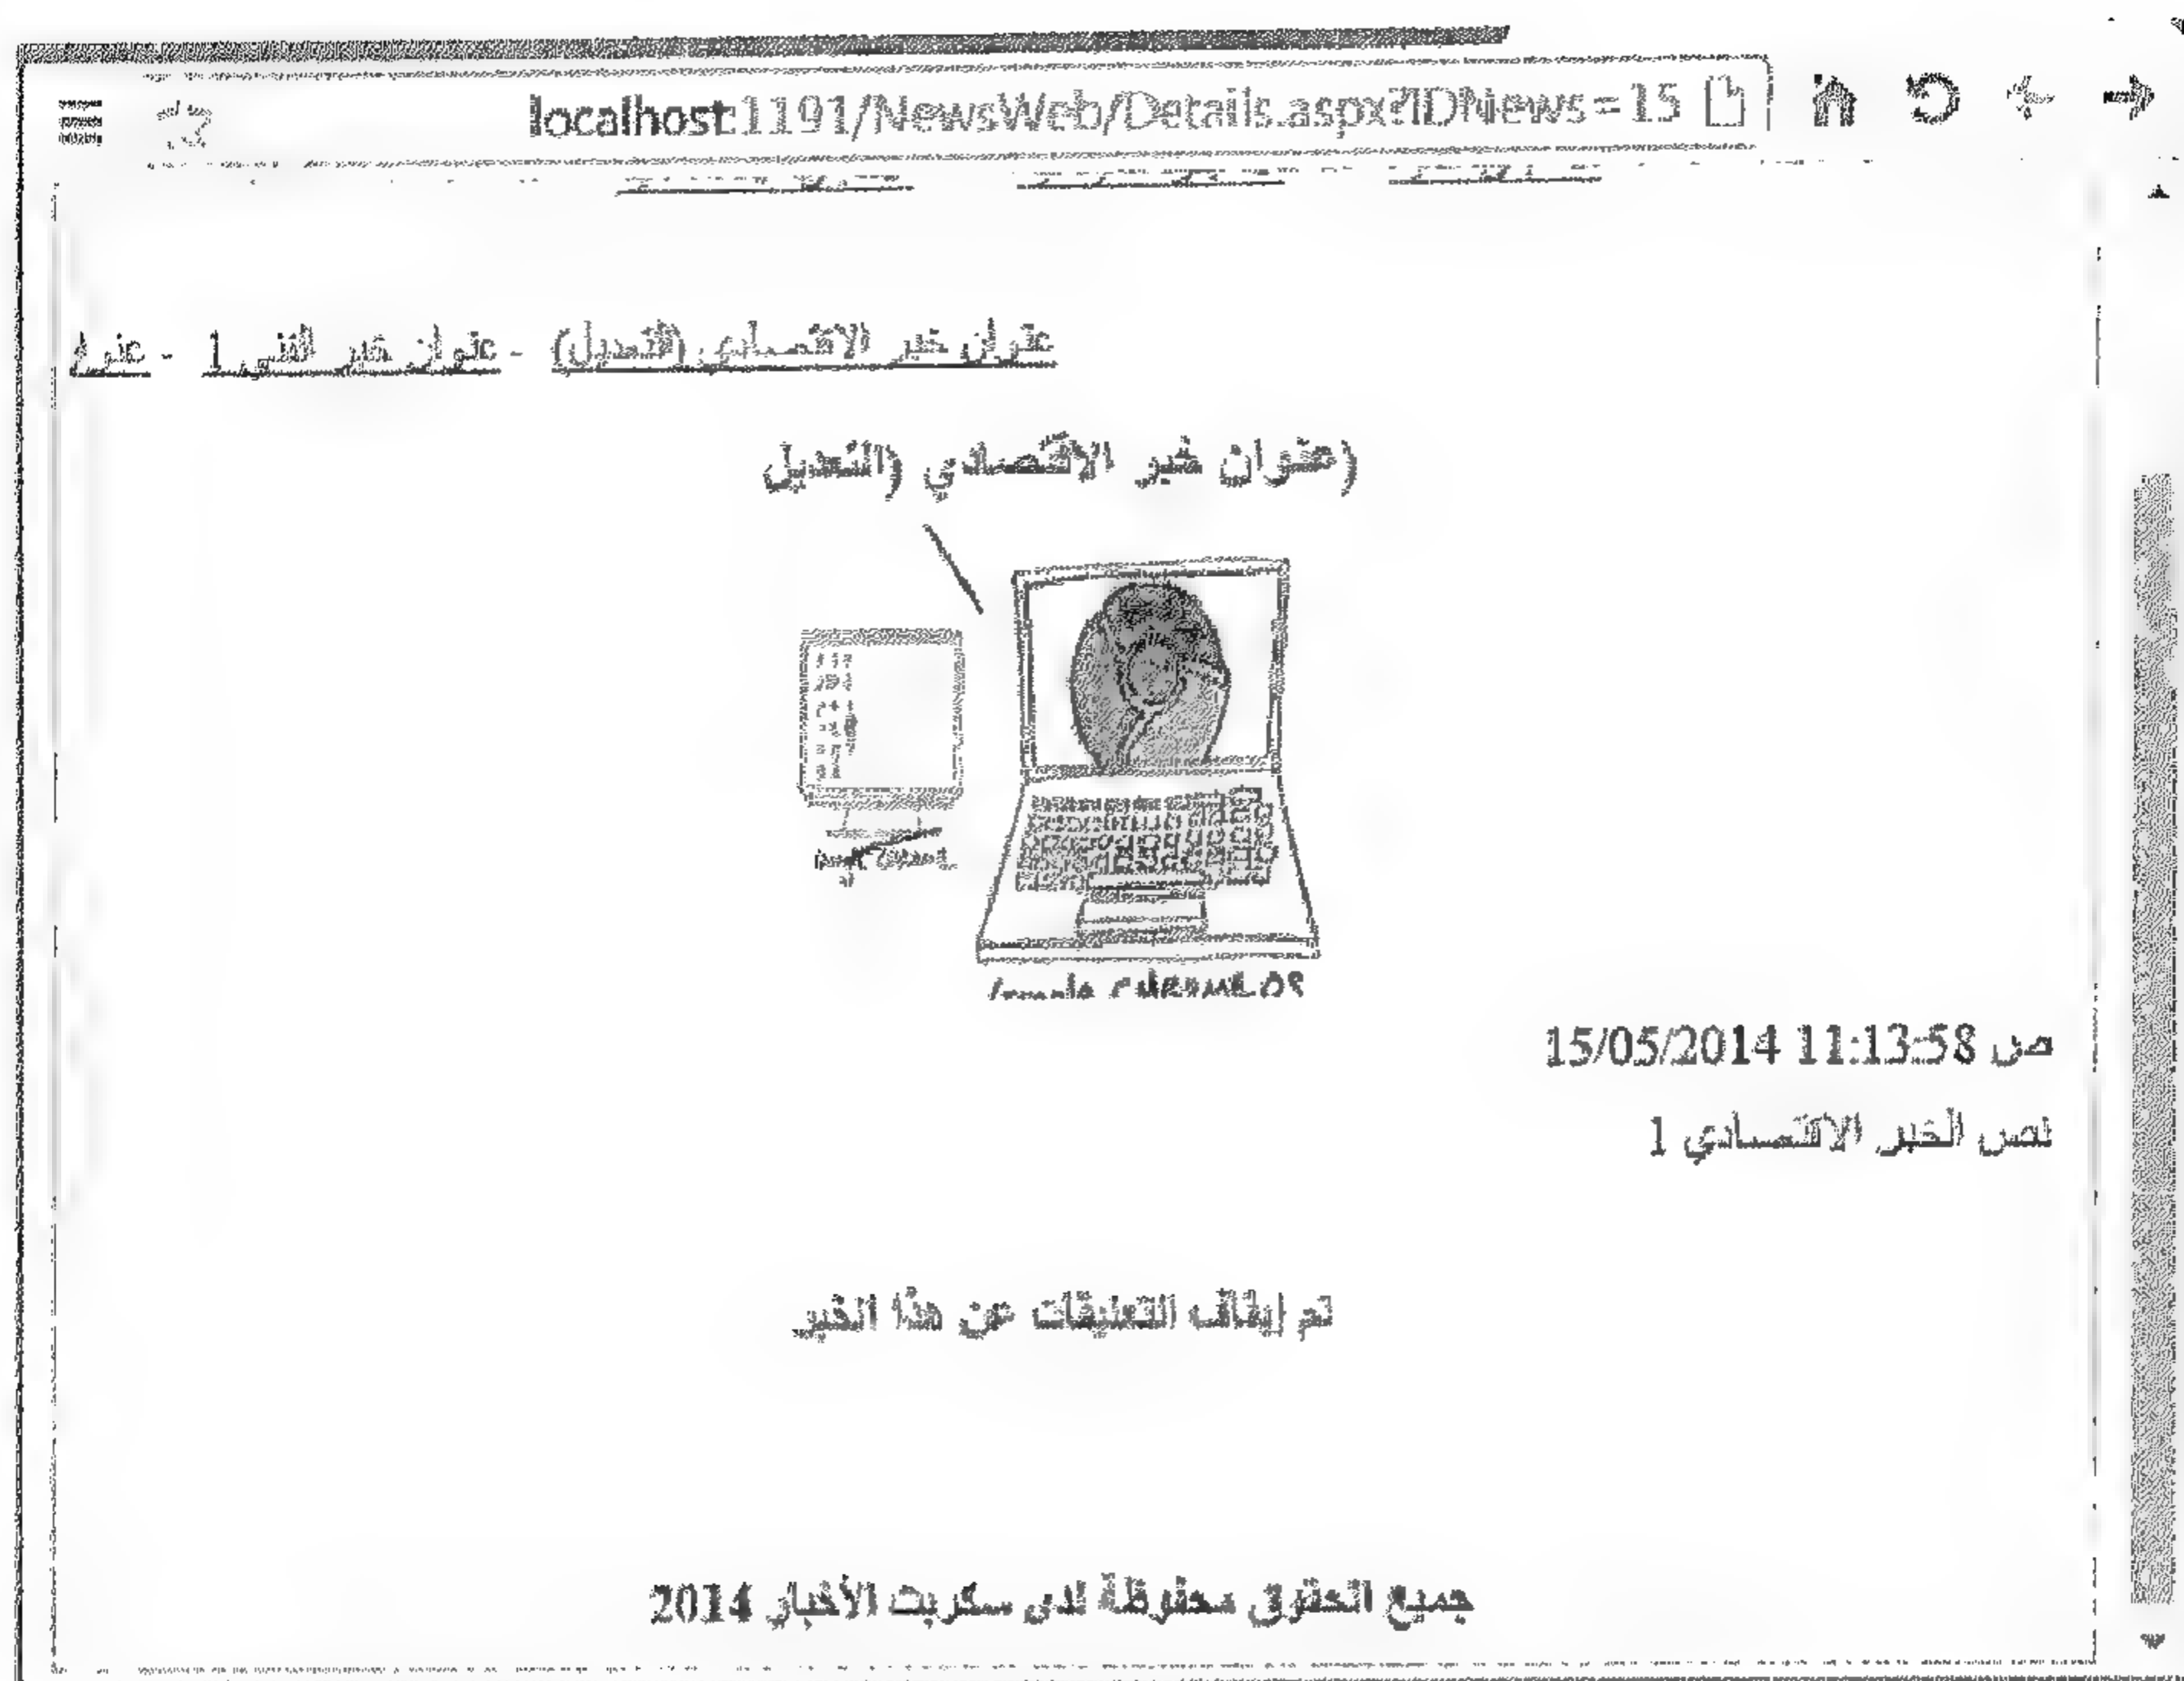 localhost:1191/NewsWeb/Details.aspx?IDNews=15
عنوان خبر الاقتصادي (التعديل) - عنوان خبر الفني 1 -
(عنوان خبر الاقتصادي (التعديل
15/05/2014 11:13:58 ص
نص الخبر الاقتصادي 1
تم إيقاف التعليقات عن هذا الخبر
جميع الحقوق محفوظة لدى سكربت الأخبار 2014